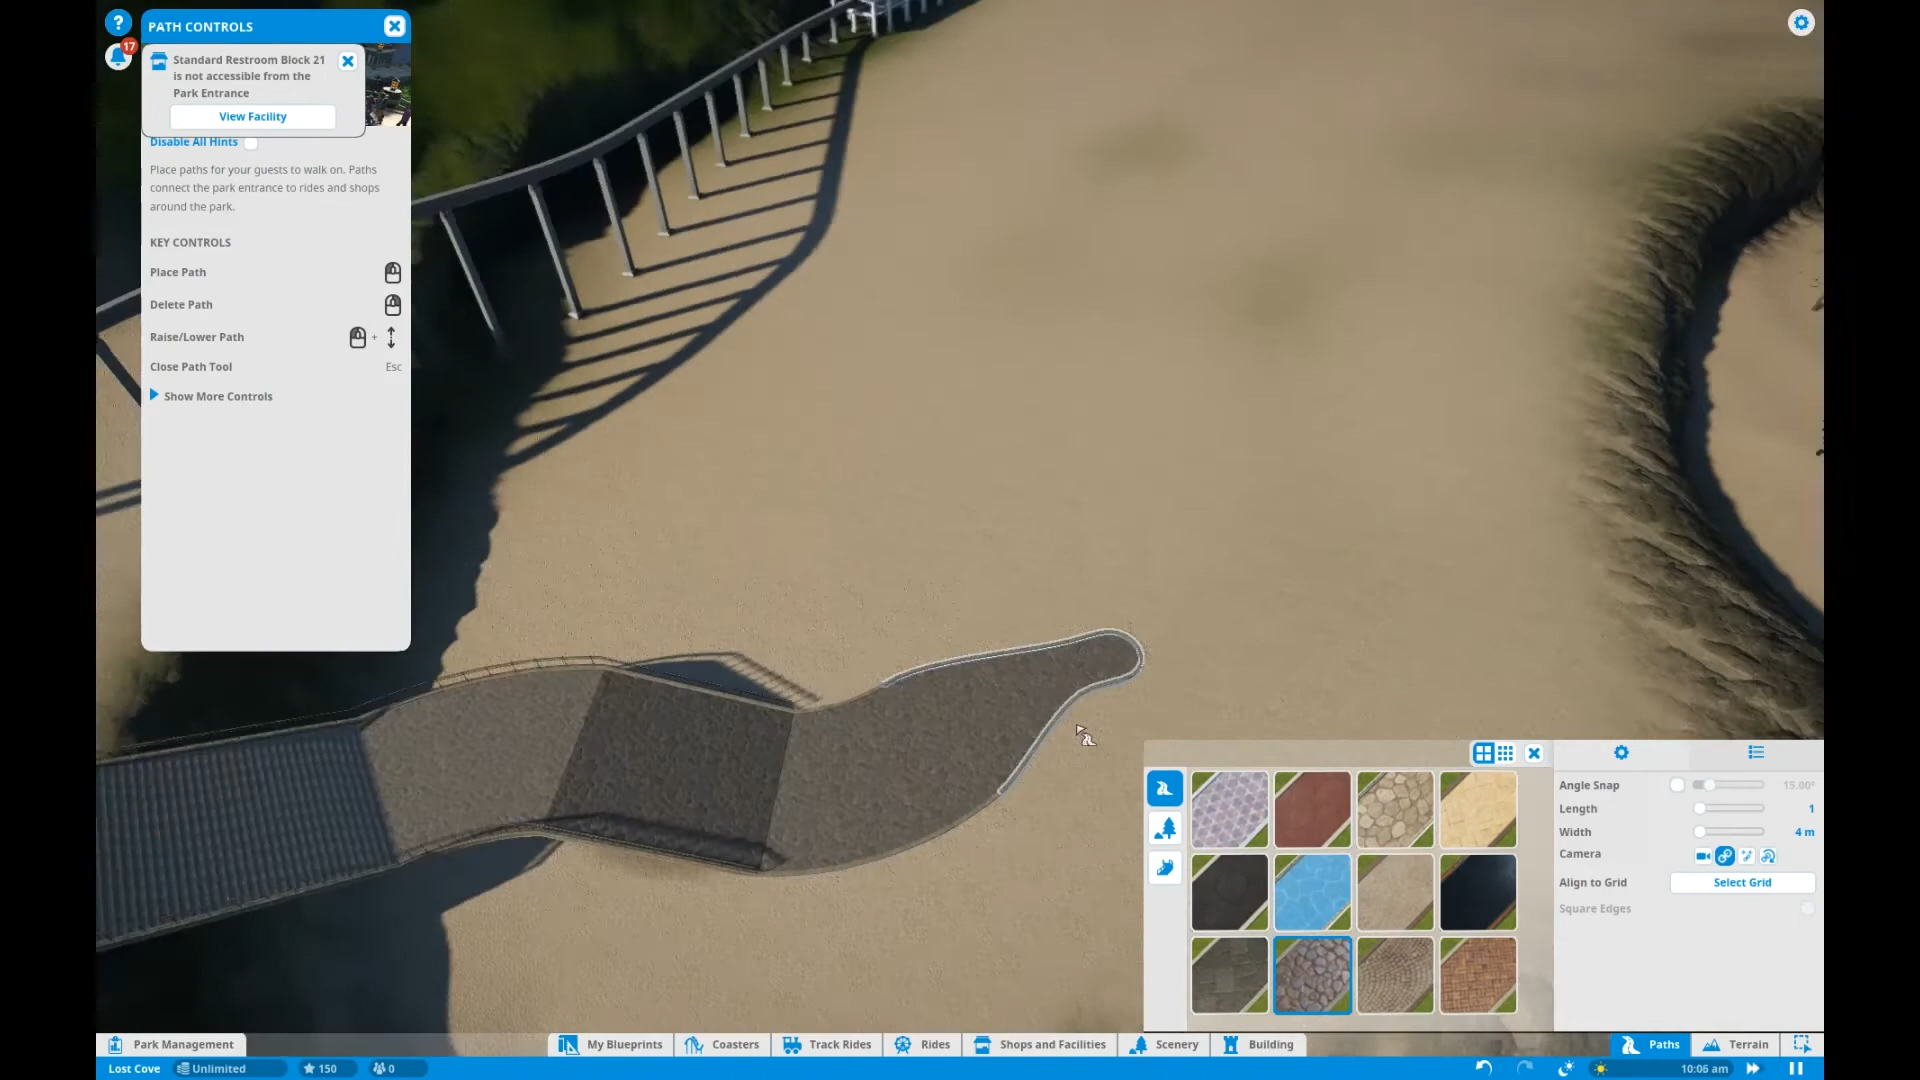 ?
PATH CONTROLS
17
Standard Restroom Block 21
is not accessible from the
Park Entrance
View Facility
Disable All Hints
Place paths for your guests to walk on. Paths
connect the park entrance to rides and shops
around the park.
KEY CONTROLS
Place Path
Delete Path
Raise/Lower Path
+
Close Path Tool
Esc
Show More Controls
Angle Snap
15.00°
Length
1
Width
4 m
Camera
Align to Grid
Select Grid
Square Edges
Park Management
My Blueprints
Coasters
Track Rides
Rides
Shops and Facilities
Scenery
Building
Paths
Terrain
Lost Cove
Unlimited
150
0
10:06 am